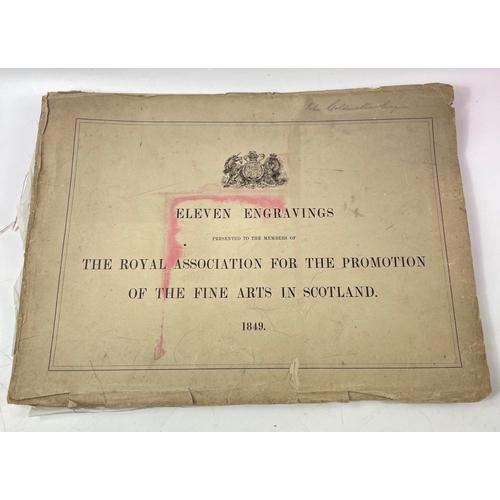 ELEVEN ENGRAVINGS
PRESENTED TO THE MEMBERS OF
THE ROYAL ASSOCIATION FOR THE PROMOTION
OF THE FINE ARTS IN SCOTLAND.
1849.